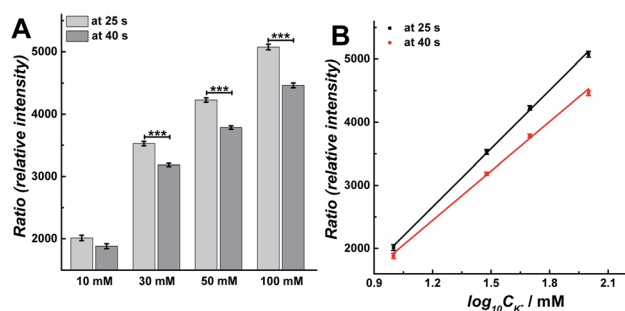 A
at 25 s
at 40 s
Ratio (relative intensity)
5000
4000
3000
2000
***
***
***
10 mM
30 mM
50 mM
100 mM
B
at 25 s
at 40 s
Ratio (relative intensity)
5000
4000
3000
2000
0.9
1.2
1.5
1.8
2.1
log₁₀C_K⁺ / mM